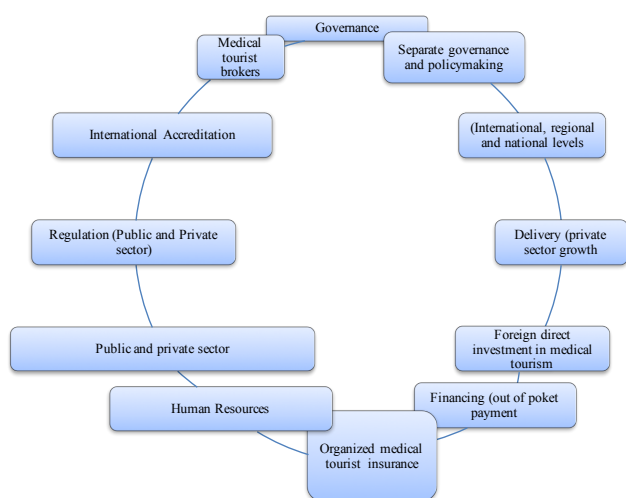 Governance
Separate governance
and policymaking
(International, regional
and national levels
Delivery (private
sector growth
Foreign direct
investment in medical
tourism
Financing (out of poket
payment
Organized medical
tourist insurance
Human Resources
Public and private sector
Regulation (Public and Private
sector)
International Accreditation
Medical
tourist
brokers